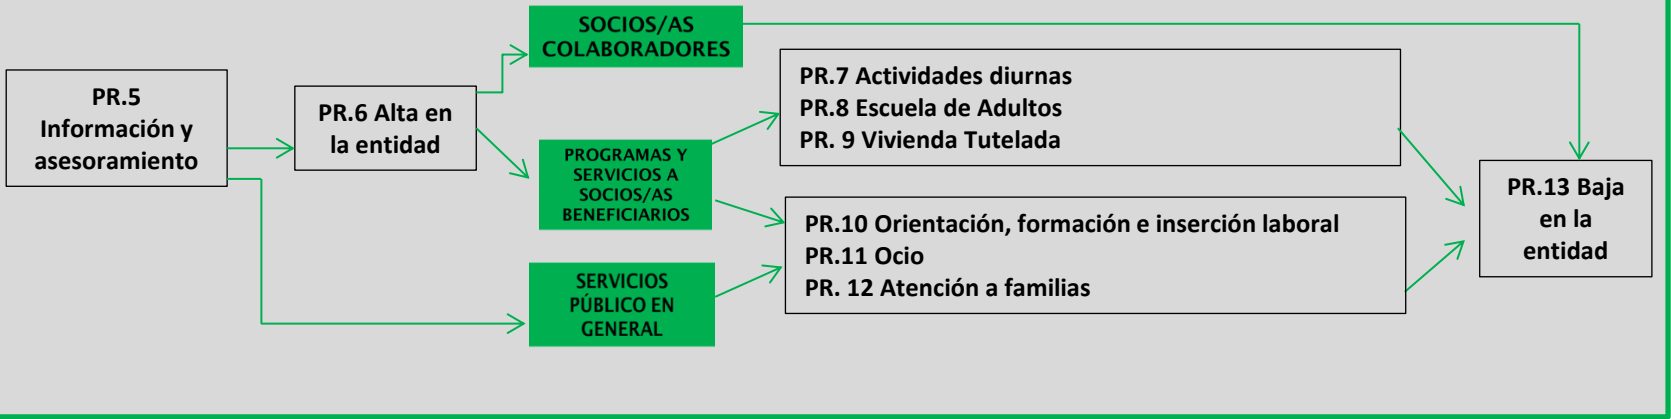 PR.5
Información y
asesoramiento
PR.6 Alta en
la entidad
SOCIOS/AS
COLABORADORES
PROGRAMAS Y
SERVICIOS A
SOCIOS/AS
BENEFICIARIOS
SERVICIOS
PÚBLICO EN
GENERAL
PR.7 Actividades diurnas
PR.8 Escuela de Adultos
PR. 9 Vivienda Tutelada
PR.10 Orientación, formación e inserción laboral
PR.11 Ocio
PR. 12 Atención a familias
PR.13 Baja
en la
entidad